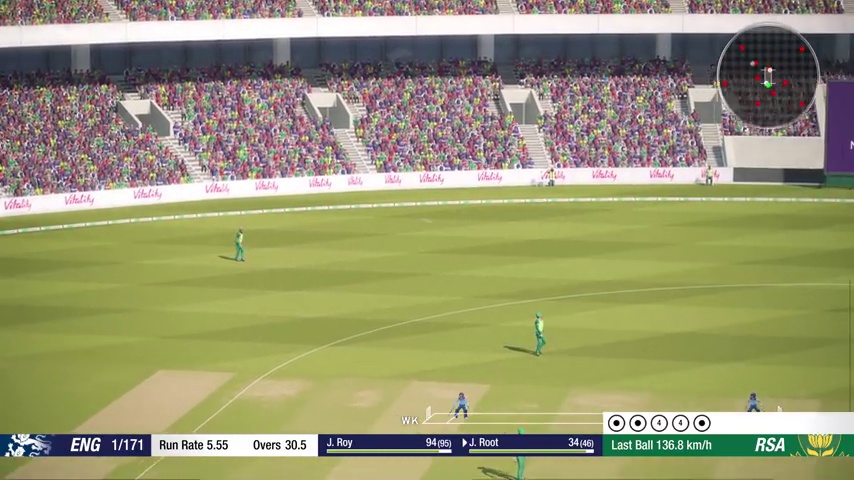 Vitality Vitality Vitality Vitality Vitality Vitality Vitality Vitality Vitality Vitality Vitality
N
WK
4 4
ENG 1/171 Run Rate 5.55 Overs 30.5 J. Roy 94 (95) J. Root 34 (46) Last Ball 136.8 km/h RSA